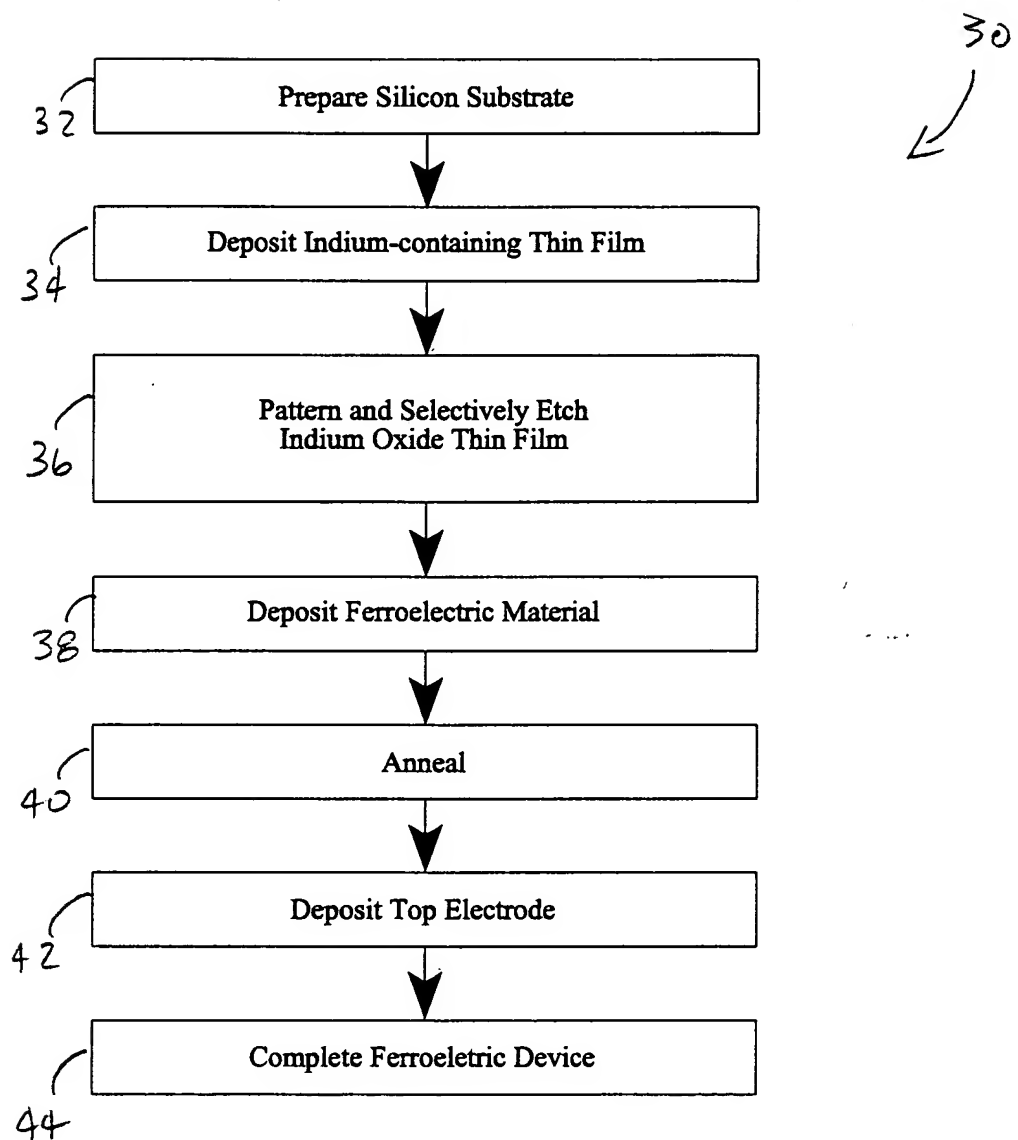 30
32
Prepare Silicon Substrate
34
Deposit Indium-containing Thin Film
36
Pattern and Selectively Etch
Indium Oxide Thin Film
38
Deposit Ferroelectric Material
40
Anneal
42
Deposit Top Electrode
44
Complete Ferroeletric Device